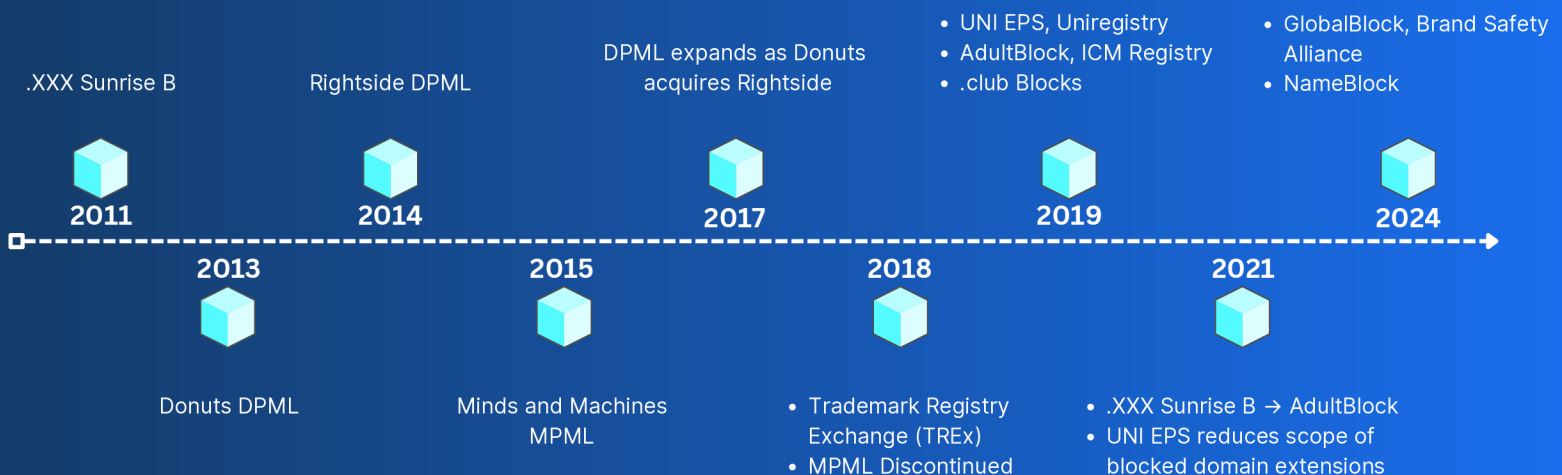 .XXX Sunrise B
Rightside DPML
DPML expands as Donuts
acquires Rightside
• UNI EPS, Uniregistry
• AdultBlock, ICM Registry
• .club Blocks
• GlobalBlock, Brand Safety
Alliance
• NameBlock
2011
2014
2017
2019
2024
2013
2015
2018
2021
Donuts DPML
Minds and Machines
MPML
• Trademark Registry
Exchange (TREx)
• MPML Discontinued
• .XXX Sunrise B → AdultBlock
• UNI EPS reduces scope of
blocked domain extensions